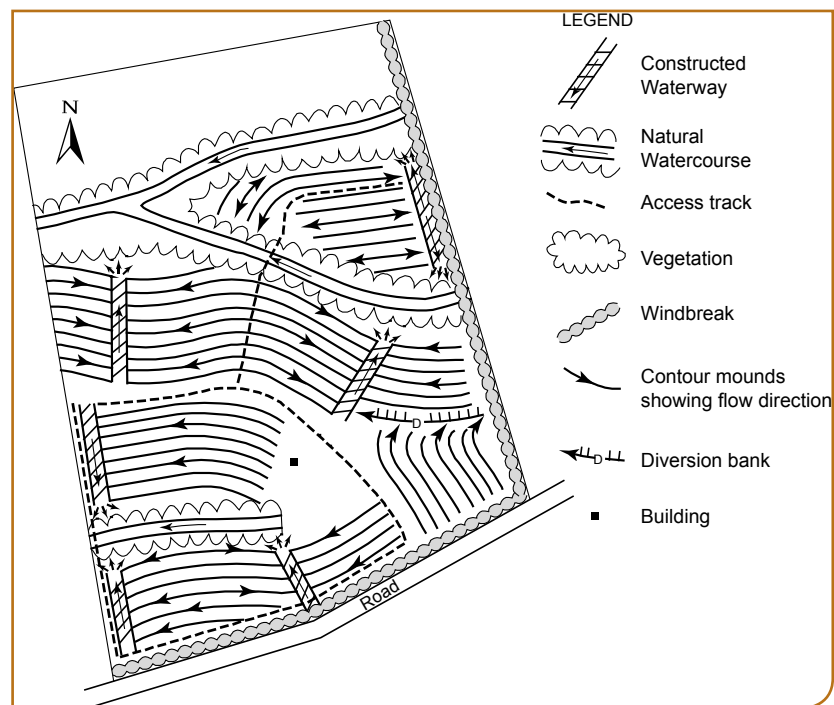 LEGEND
Constructed
Waterway
N
Natural
Watercourse
Access track
Vegetation
Windbreak
Contour mounds
showing flow direction
D
D
Diversion bank
Building
Road